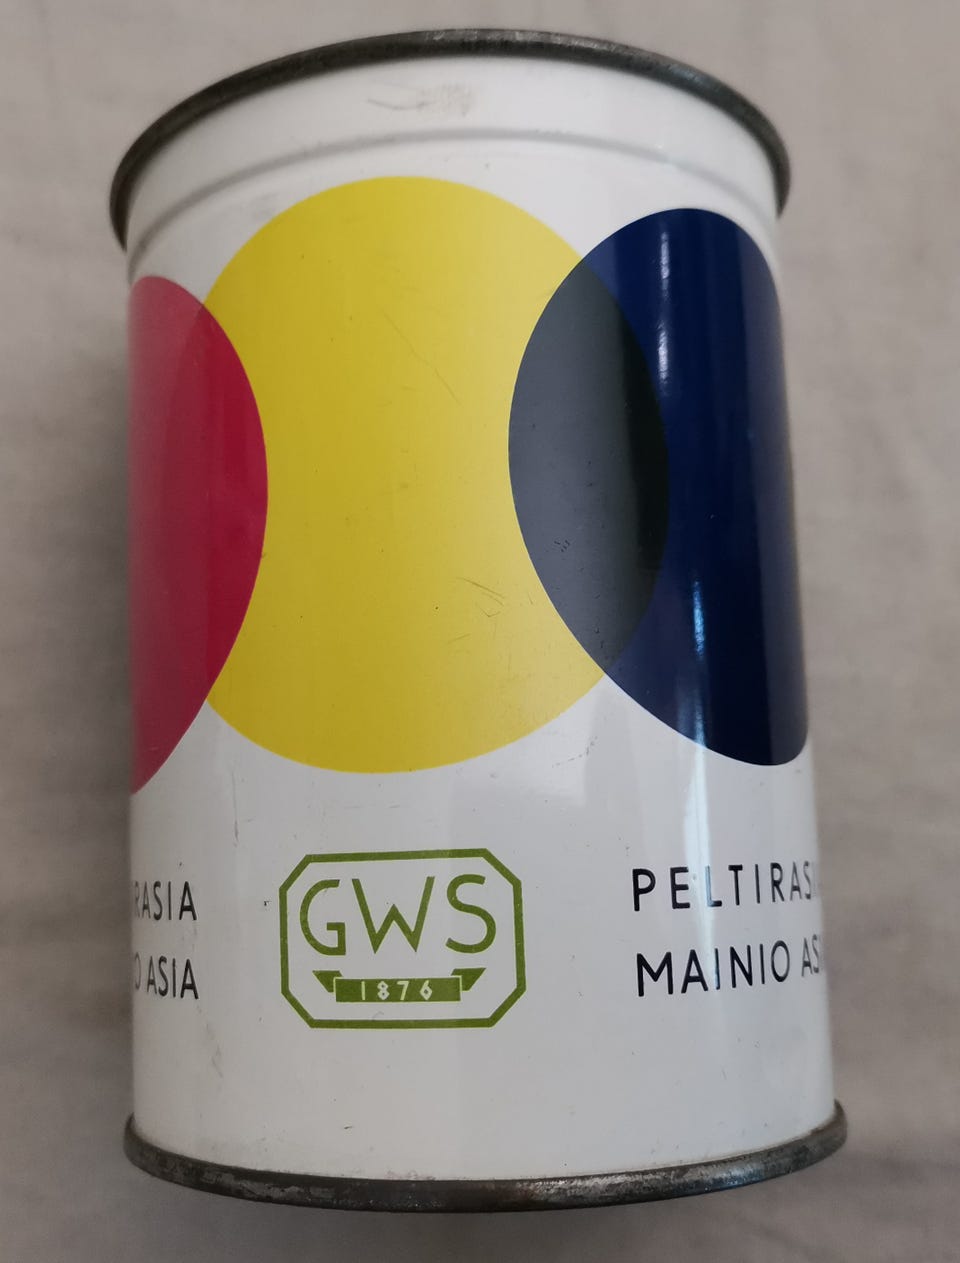 RASIA
O ASIA
GWS
1876
PELTIRASI
MAINIO AS